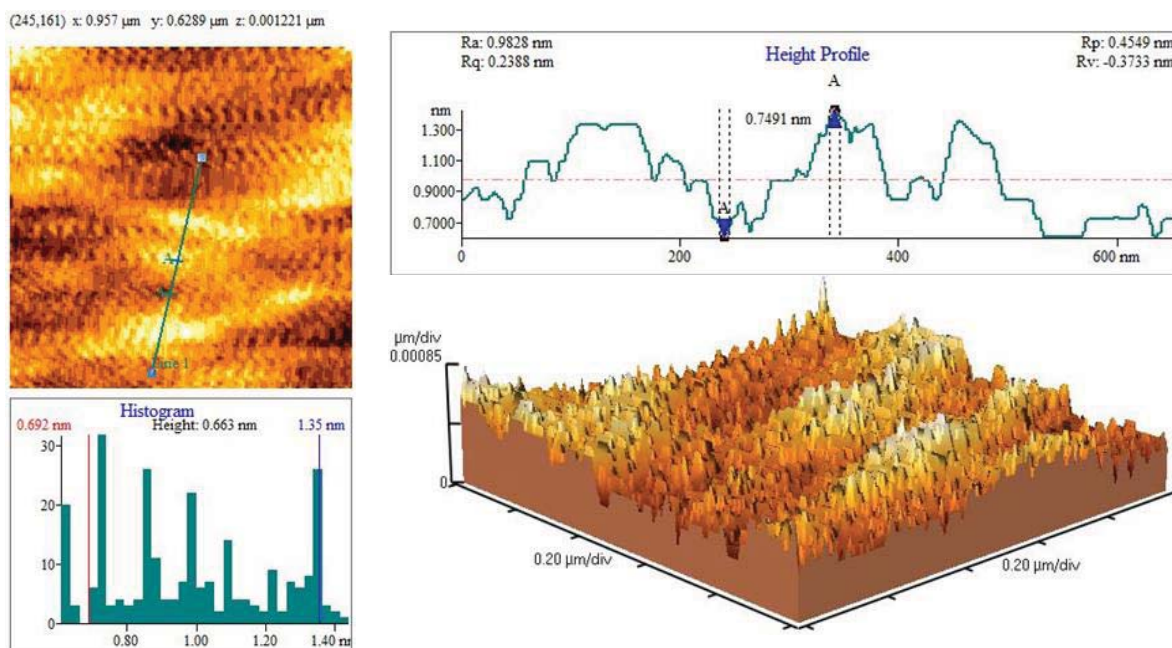 (245,161) x: 0.957 µm y: 0.6289 µm z: 0.001221 µm
Line 1
Ra: 0.9828 nm
Rq: 0.2388 nm
Height Profile
Rp: 0.4549 nm
Rv: -0.3733 nm
A
nm
0.7491 nm
1.300
1.100
0.9000
0.7000
A
0
200
400
600 nm
Histogram
0.692 nm
Height: 0.663 nm
1.35 nm
30
20
10
0
0.80
1.00
1.20
1.40
µm/div
0.00085
0
0.20 µm/div
0.20 µm/div